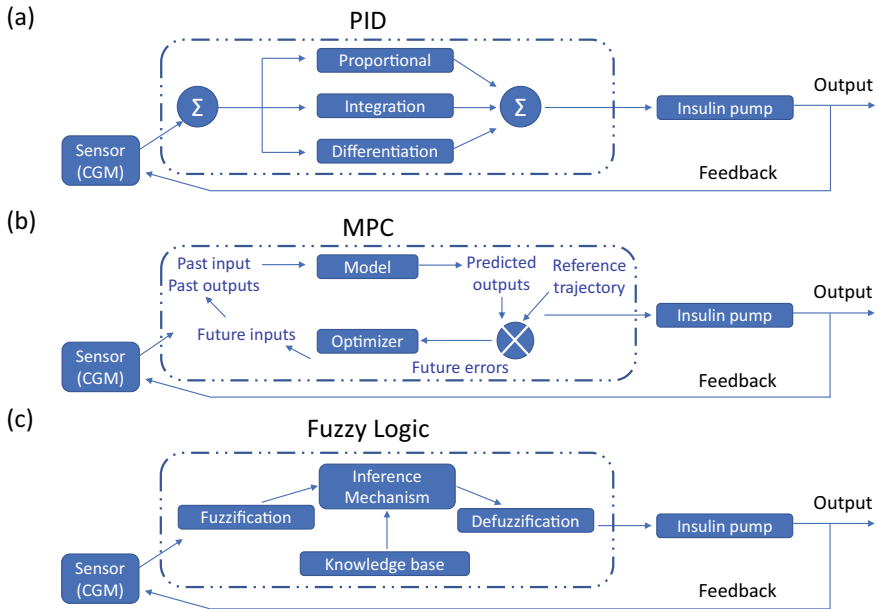 (a)
PID
Proportional
Σ
Integration
Σ
Differentiation
Sensor
(CGM)
Insulin pump
Output
Feedback
(b)
MPC
Past input
Past outputs
Model
Predicted
outputs
Reference
trajectory
Future inputs
Optimizer
Future errors
Sensor
(CGM)
Insulin pump
Output
Feedback
(c)
Fuzzy Logic
Inference
Mechanism
Fuzzification
Defuzzification
Knowledge base
Sensor
(CGM)
Insulin pump
Output
Feedback